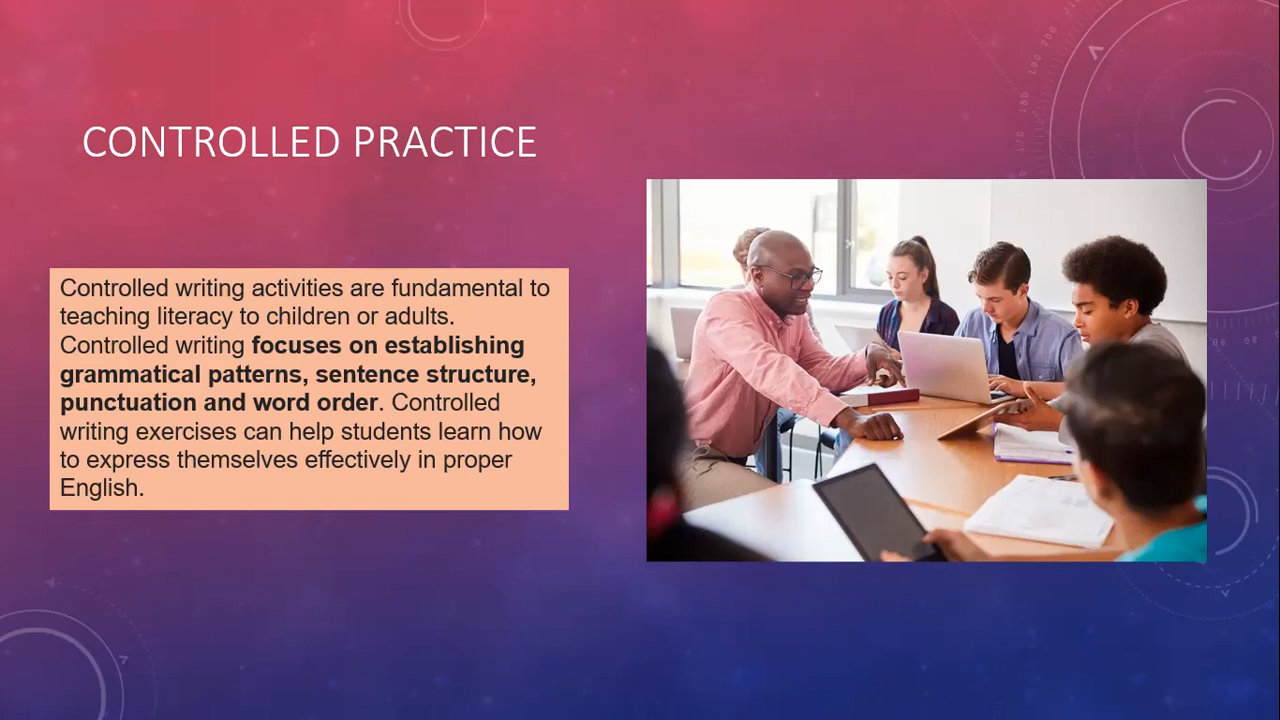 CONTROLLED PRACTICE
Controlled writing activities are fundamental to
teaching literacy to children or adults.
Controlled writing focuses on establishing
grammatical patterns, sentence structure,
punctuation and word order. Controlled
writing exercises can help students learn how
to express themselves effectively in proper
English.